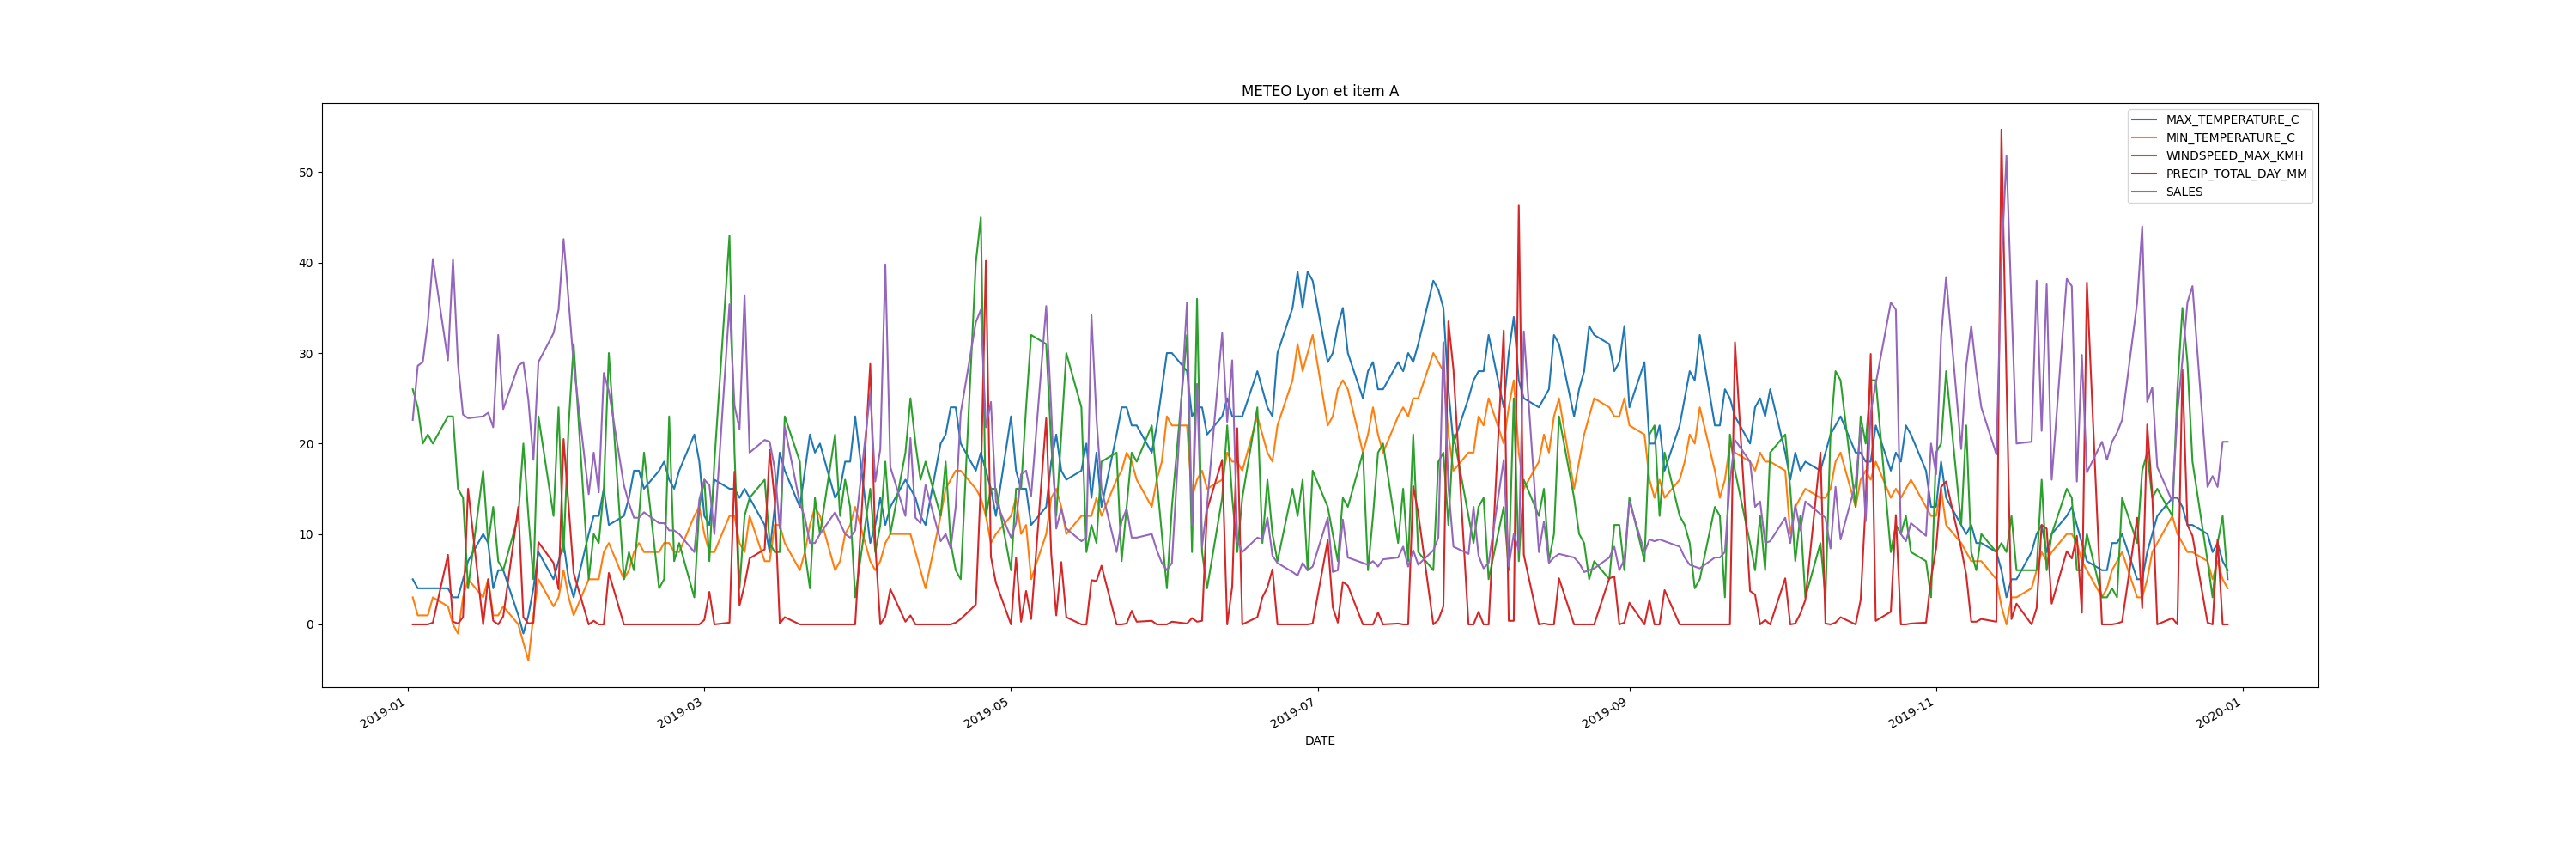 METEO Lyon et item A
MAX_TEMPERATURE_C
MIN_TEMPERATURE_C
WINDSPEED_MAX_KMH
PRECIP_TOTAL_DAY_MM
SALES
50
40
30
20
10
0
2019-01
2019-03
2019-05
2019-07
2019-09
2019-11
2020-01
DATE